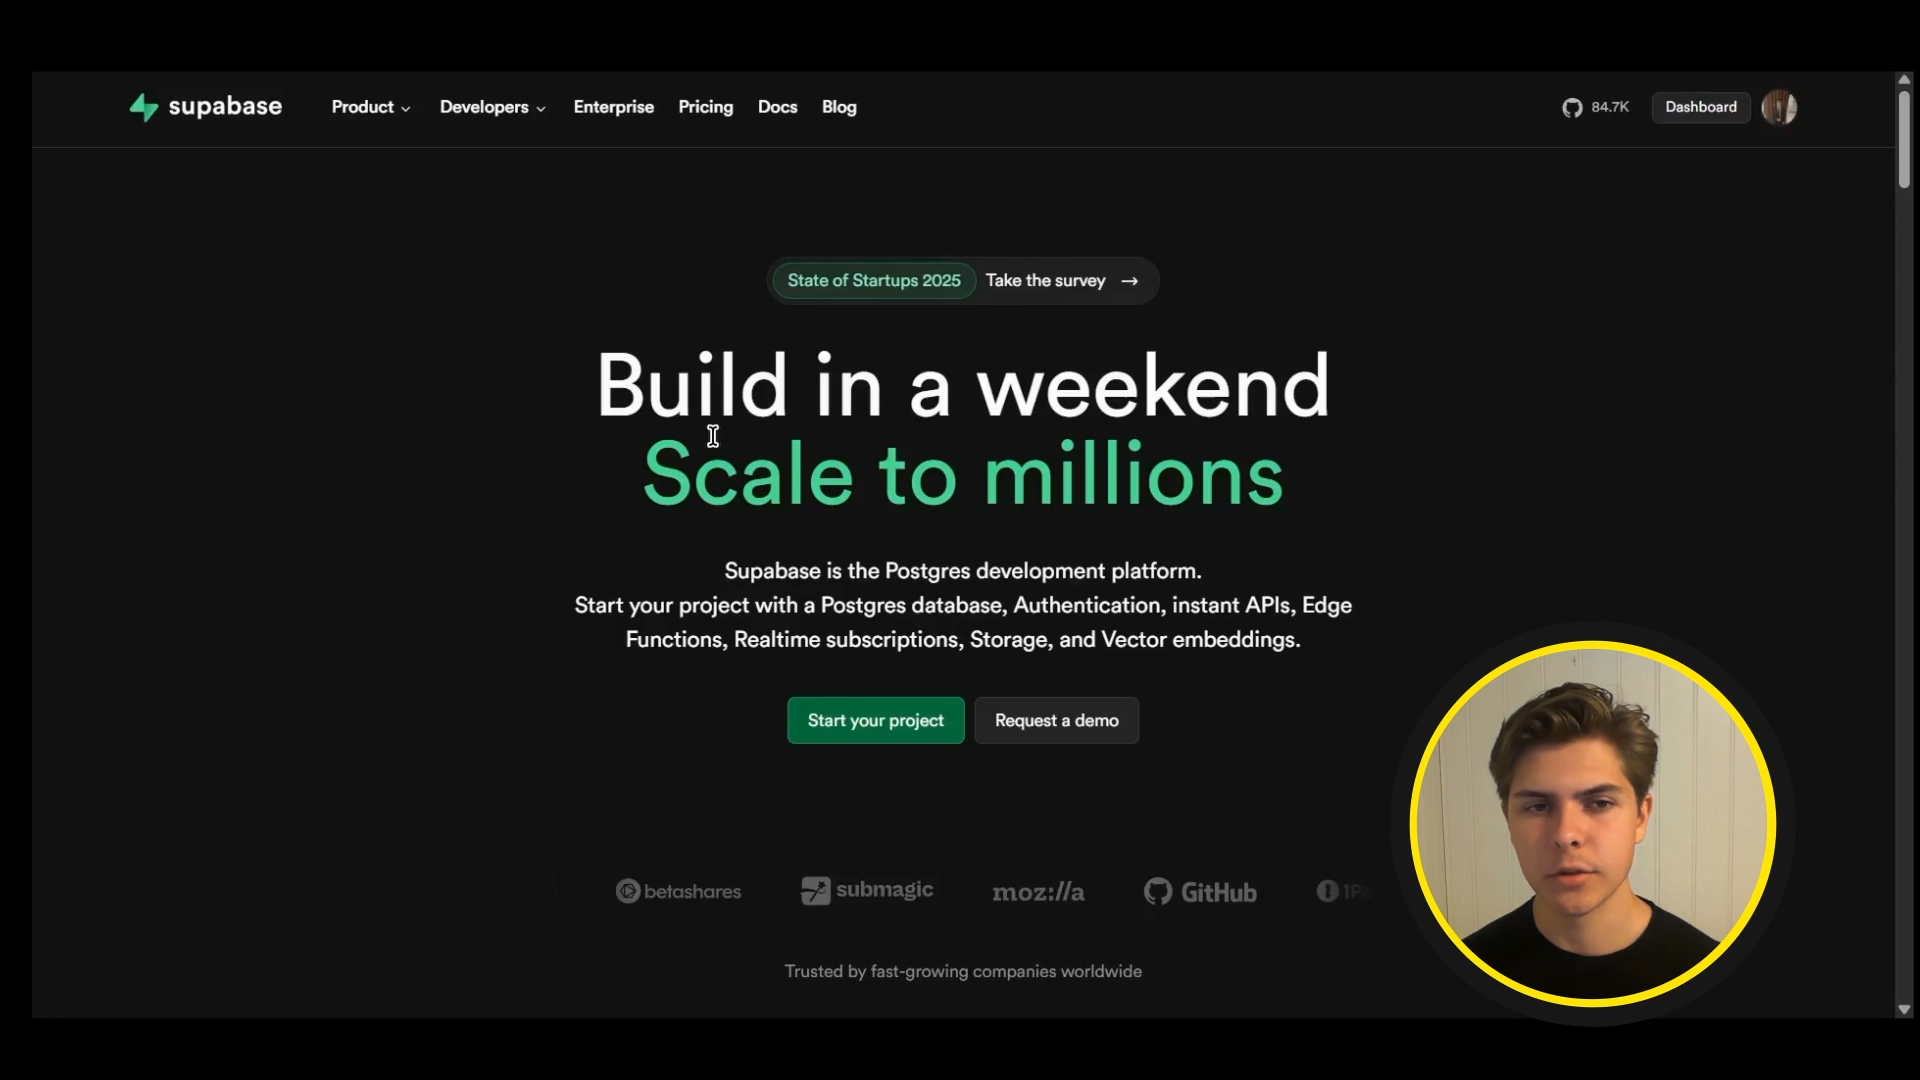 supabase
Product
Developers
Enterprise
Pricing
Docs
Blog
84.7K
Dashboard
State of Startups 2025
Take the survey →
Build in a weekend
Scale to millions
Supabase is the Postgres development platform.
Start your project with a Postgres database, Authentication, instant APIs, Edge
Functions, Realtime subscriptions, Storage, and Vector embeddings.
Start your project
Request a demo
betashares
submagic
moz://a
GitHub
Trusted by fast-growing companies worldwide